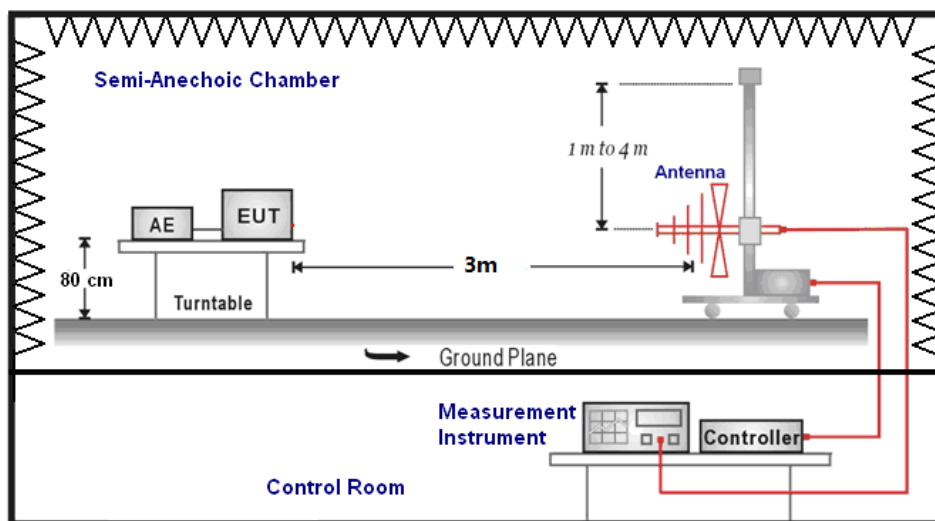 Semi-Anechoic Chamber
1 m to 4 m
Antenna
AE
EUT
80 cm
3m
Turntable
Ground Plane
Measurement
Instrument
Controller
Control Room